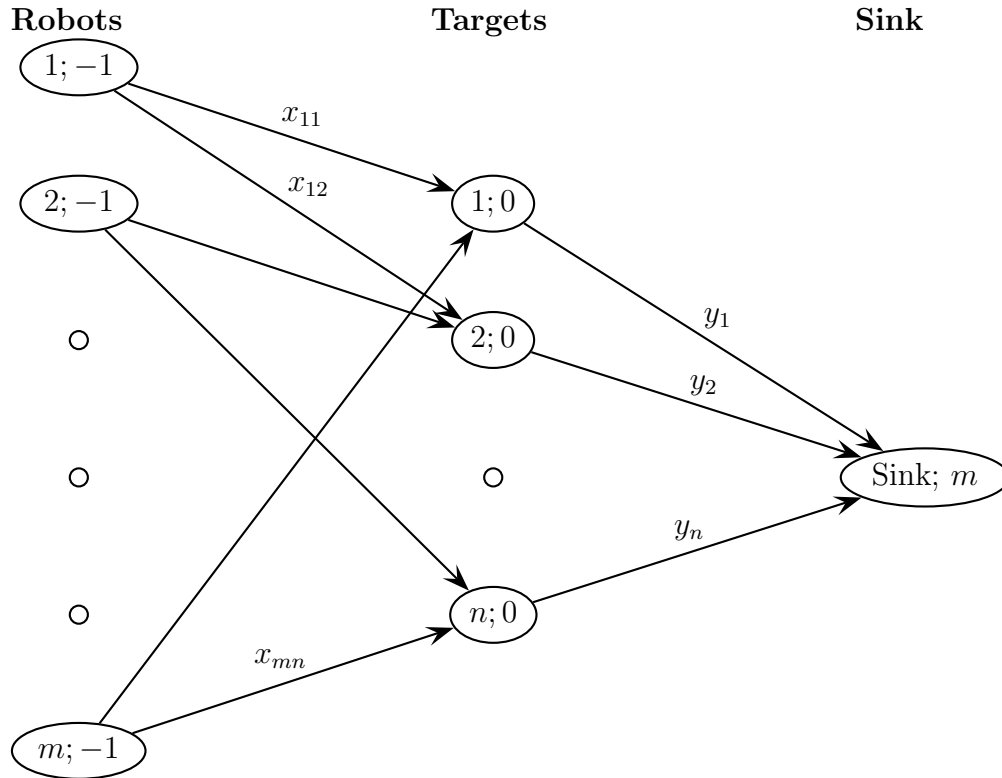 Robots Targets Sink
1; −1
x₁₁
x₁₂
2; −1
1; 0
y₁
2; 0
y₂
Sink; m
yₙ
n; 0
xₘₙ
m; −1